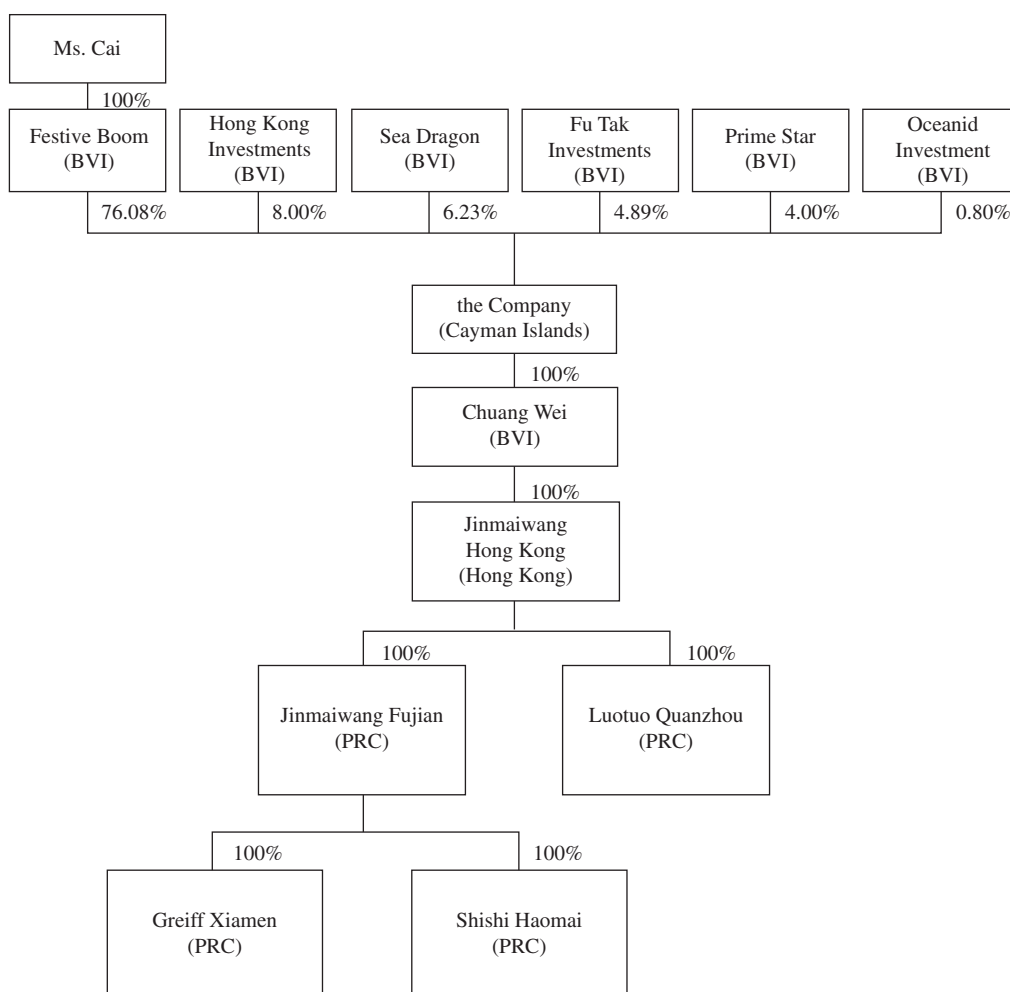 Ms. Cai
100%
Festive Boom
(BVI)
Hong Kong
Investments
(BVI)
Sea Dragon
(BVI)
Fu Tak
Investments
(BVI)
Prime Star
(BVI)
Oceanid
Investment
(BVI)
76.08%
8.00%
6.23%
4.89%
4.00%
0.80%
the Company
(Cayman Islands)
100%
Chuang Wei
(BVI)
100%
Jinmaiwang
Hong Kong
(Hong Kong)
100%
100%
Jinmaiwang Fujian
(PRC)
Luotuo Quanzhou
(PRC)
100%
100%
Greiff Xiamen
(PRC)
Shishi Haomai
(PRC)